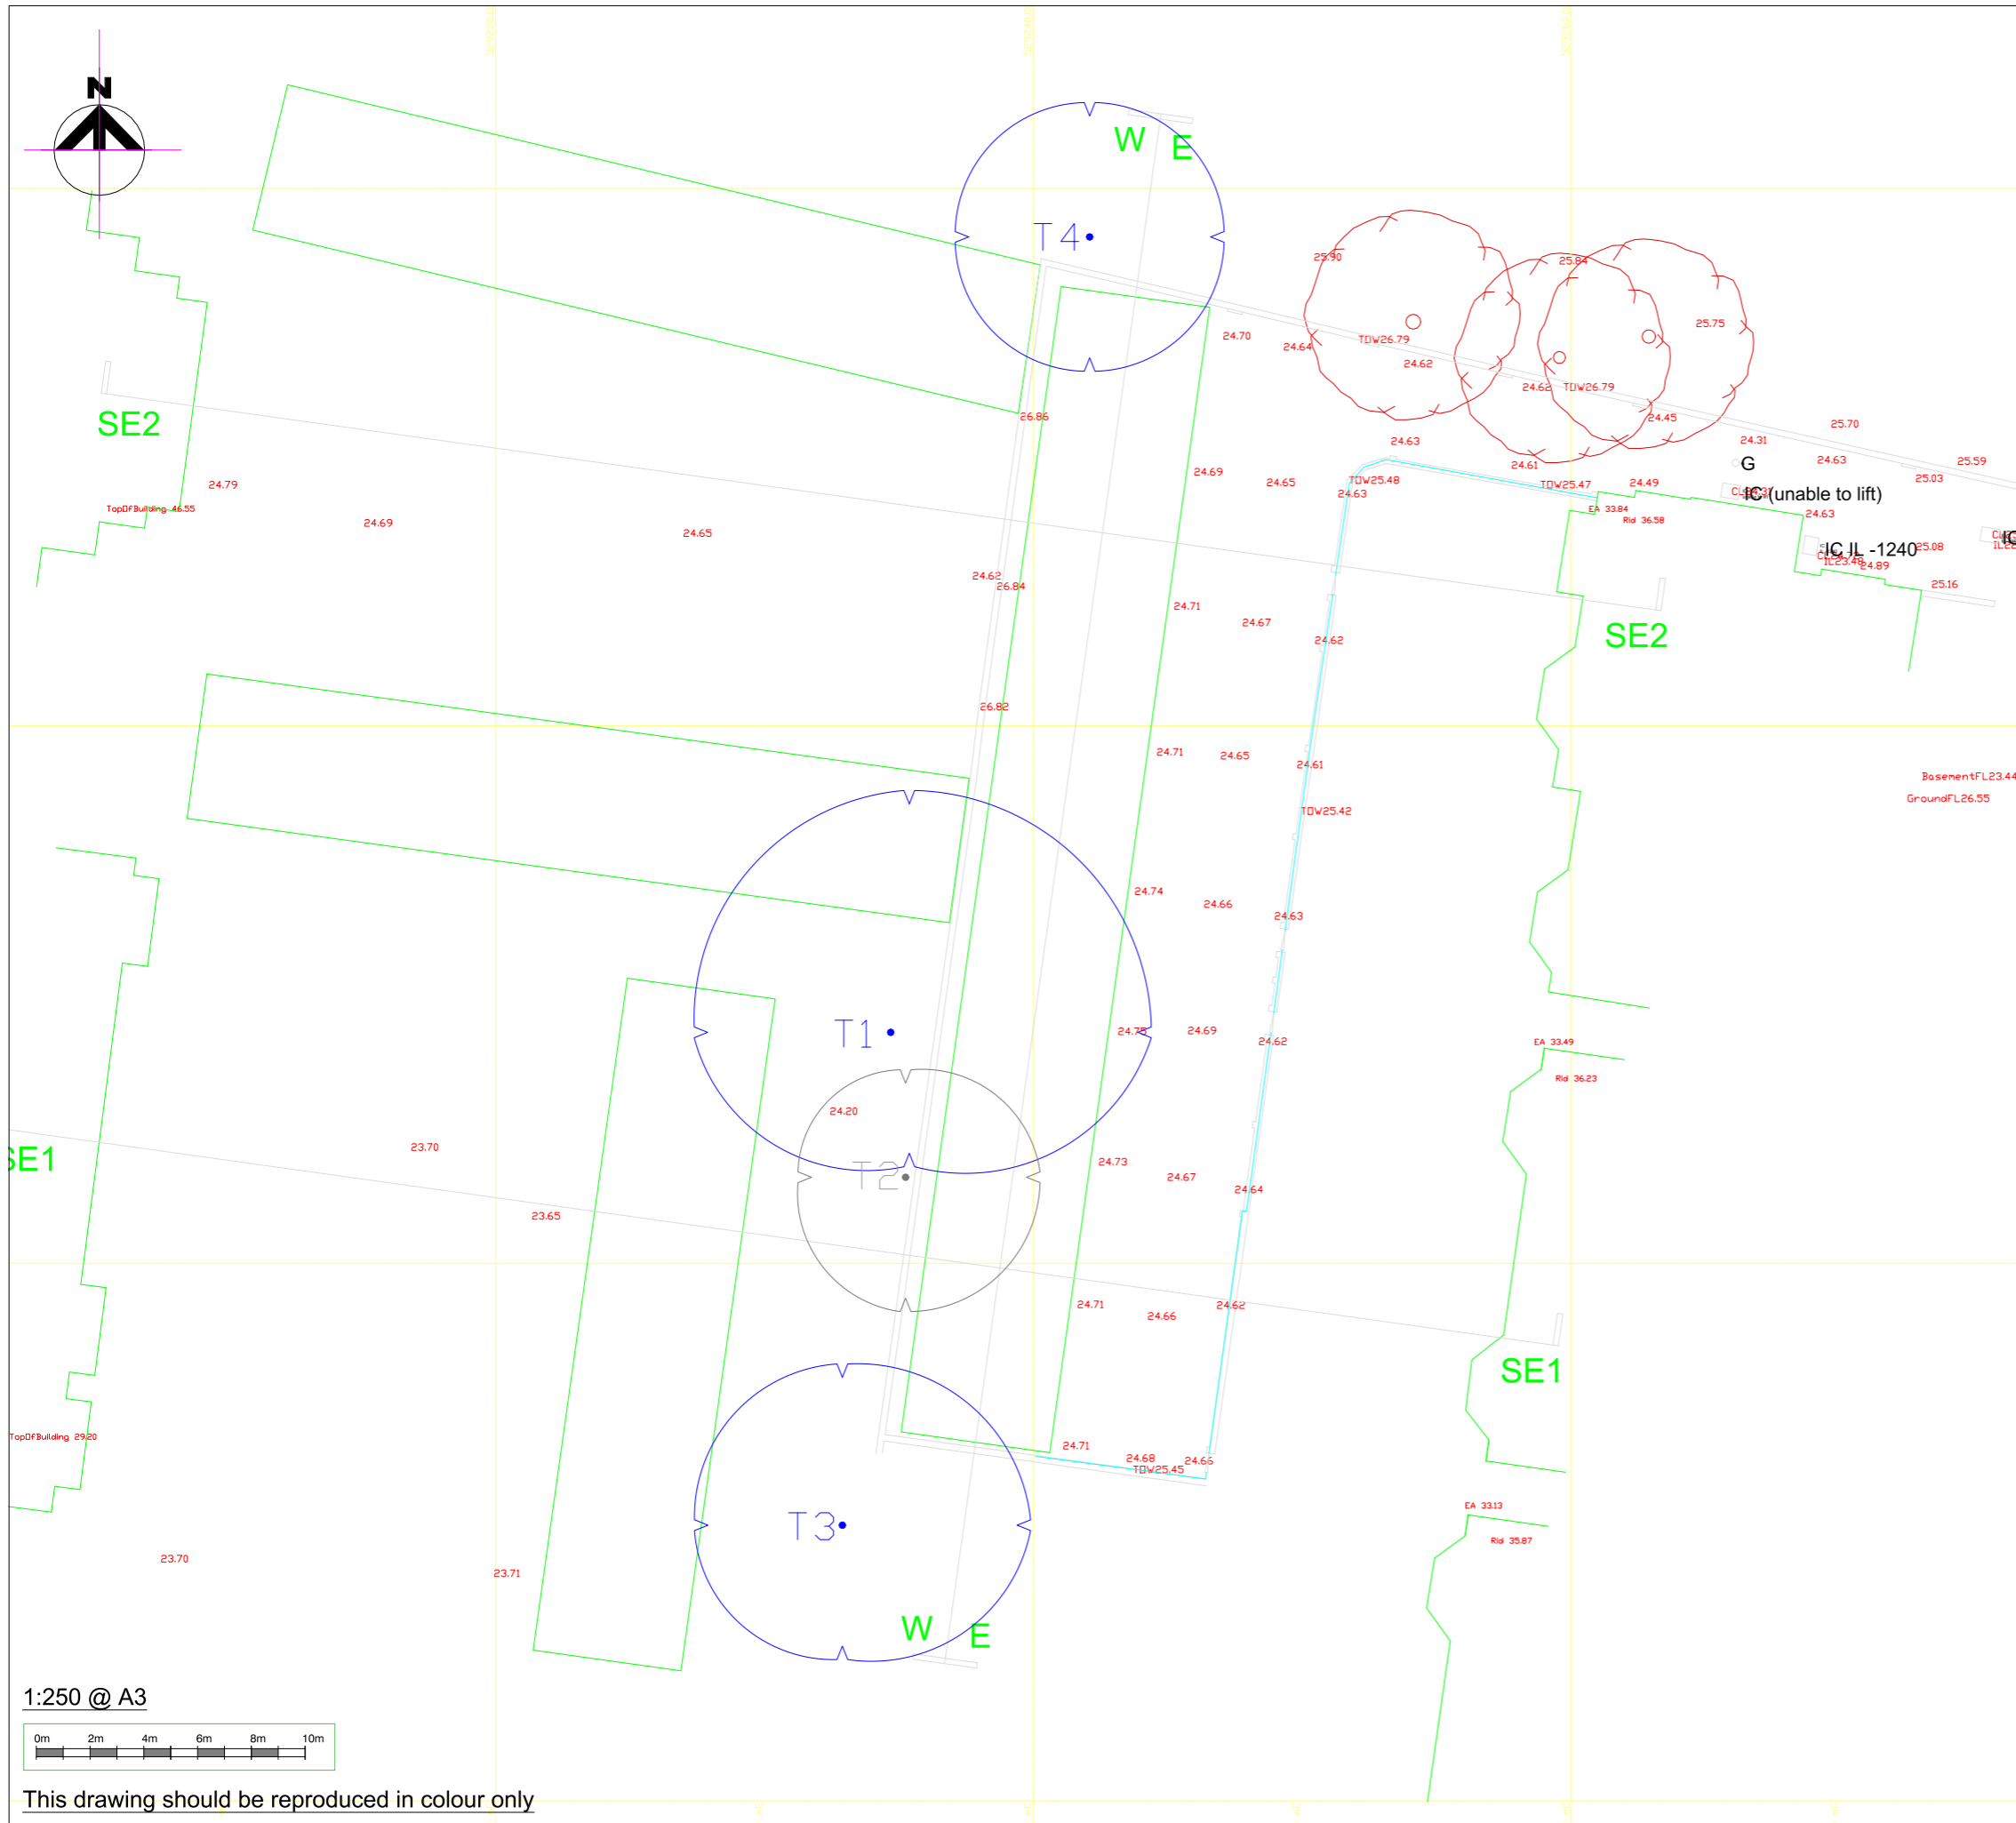 N
W
E
T4
25.90
25.84
25.75
24.70
24.64
TOW26.79
24.62
24.62
TOW26.79
26.86
24.45
25.70
SE2
24.63
24.31
24.69
24.65
TOW25.48
24.63
24.61
TOW25.47
24.49
G
24.63
25.59
25.03
24.79
TopOfBuilding 46.55
24.69
24.65
EA 33.84
Rid 36.58
IC (unable to lift)
24.63
IC IL -1240
IL23.48
24.89
25.08
25.16
24.62
26.84
24.71
24.67
24.62
SE2
26.82
24.71
24.65
24.61
BasementFL23.44
GroundFL26.55
TOW25.42
24.74
24.66
24.63
T1
24.75
24.69
24.62
EA 33.49
Rid 36.23
24.20
23.70
SE1
T2
24.73
24.67
24.64
23.65
24.71
24.66
24.62
SE1
TopOfBuilding 29.20
24.71
24.68
24.66
TOW25.45
T3
EA 33.13
Rid 35.87
23.70
23.71
W
E
1:250 @ A3
0m 2m 4m 6m 8m 10m
This drawing should be reproduced in colour only